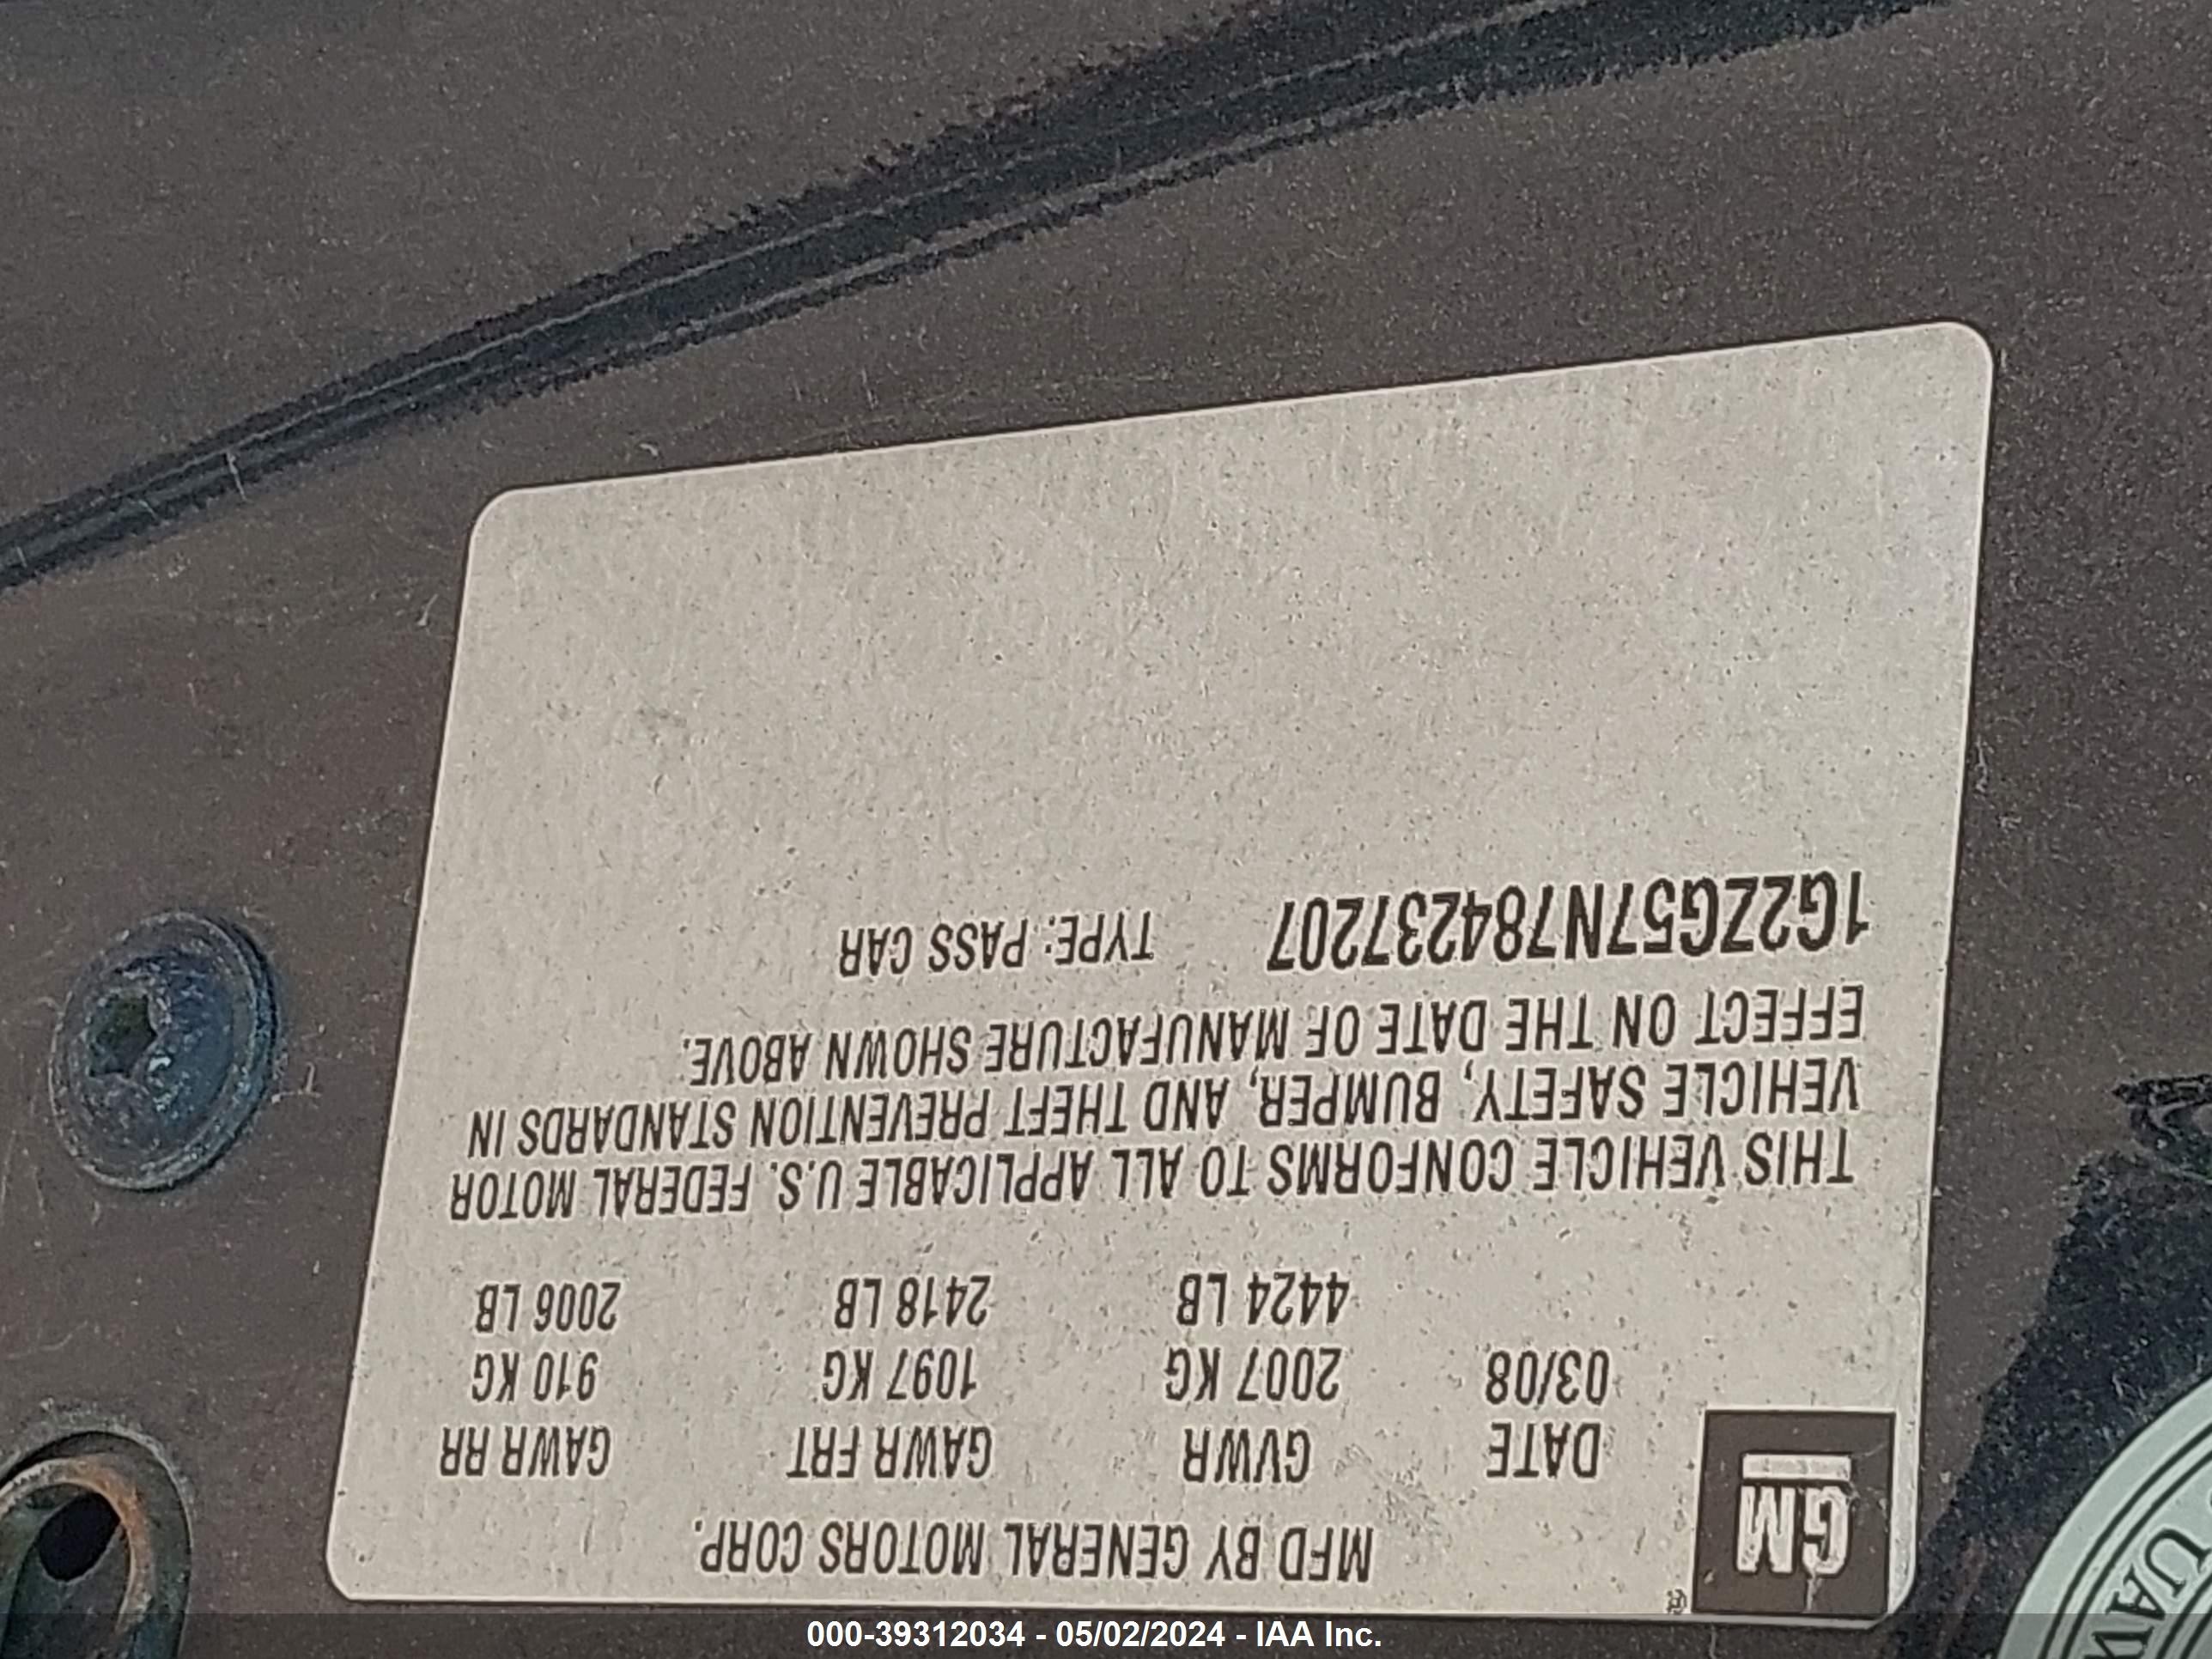 MFD BY GENERAL MOTORS CORP.
GM
DATE GVWR GAWR FRT GAWR RR
03/08 2007 KG 1097 KG 910 KG
4424 LB 2418 LB 2006 LB
THIS VEHICLE CONFORMS TO ALL APPLICABLE U.S. FEDERAL MOTOR
VEHICLE SAFETY, BUMPER, AND THEFT PREVENTION STANDARDS IN
EFFECT ON THE DATE OF MANUFACTURE SHOWN ABOVE.
1G2ZG57N784237207 TYPE: PASS CAR
UAW
000-39312034 - 05/02/2024 - IAA Inc.